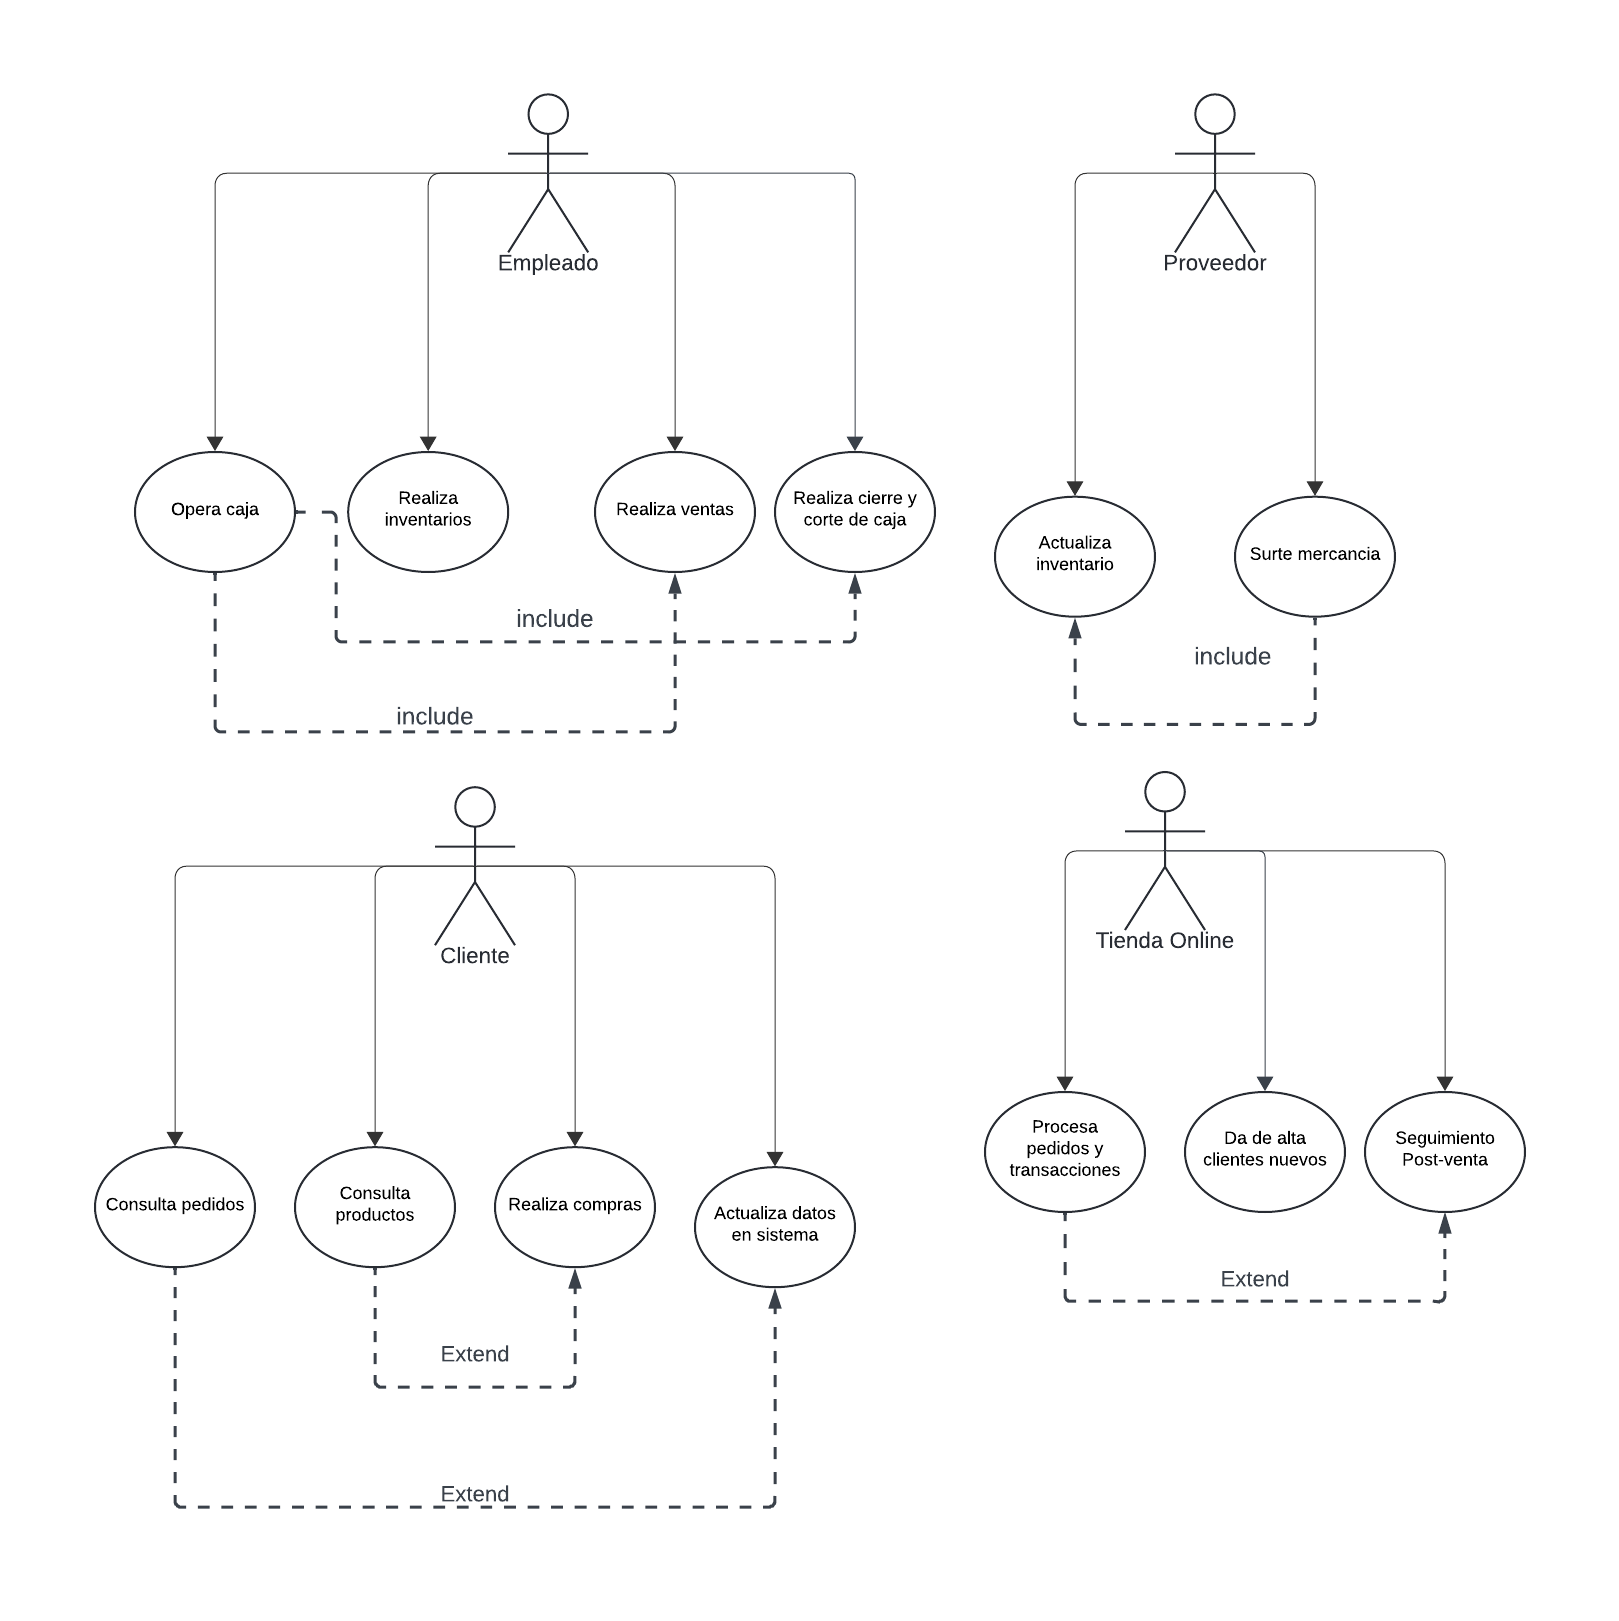 Empleado
Proveedor
Opera caja
Realiza
inventarios
Realiza ventas
Realiza cierre y
corte de caja
Actualiza
inventario
Surte mercancia
include
include
include
Cliente
Tienda Online
Consulta pedidos
Consulta
productos
Realiza compras
Actualiza datos
en sistema
Procesa
pedidos y
transacciones
Da de alta
clientes nuevos
Seguimiento
Post-venta
Extend
Extend
Extend